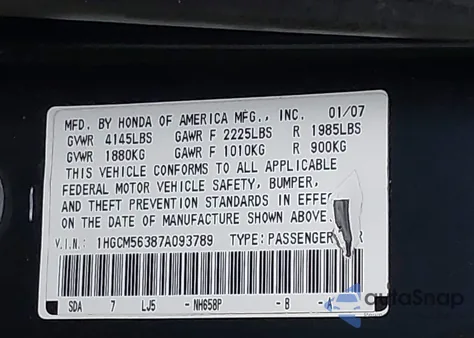 MFD. BY HONDA OF AMERICA MFG., INC. 01/07
GVWR 4145LBS GAWR F 2225LBS R 1985LBS
GVWR 1880KG GAWR F 1010KG R 900KG
THIS VEHICLE CONFORMS TO ALL APPLICABLE
FEDERAL MOTOR VEHICLE SAFETY, BUMPER,
AND THEFT PREVENTION STANDARDS IN EFFEC
ON THE DATE OF MANUFACTURE SHOWN ABOVE.
V.I.N.: 1HGCM56387A093789 TYPE: PASSENGER
SDA 7 LJ5 - NH658P - B - A
autoSnap